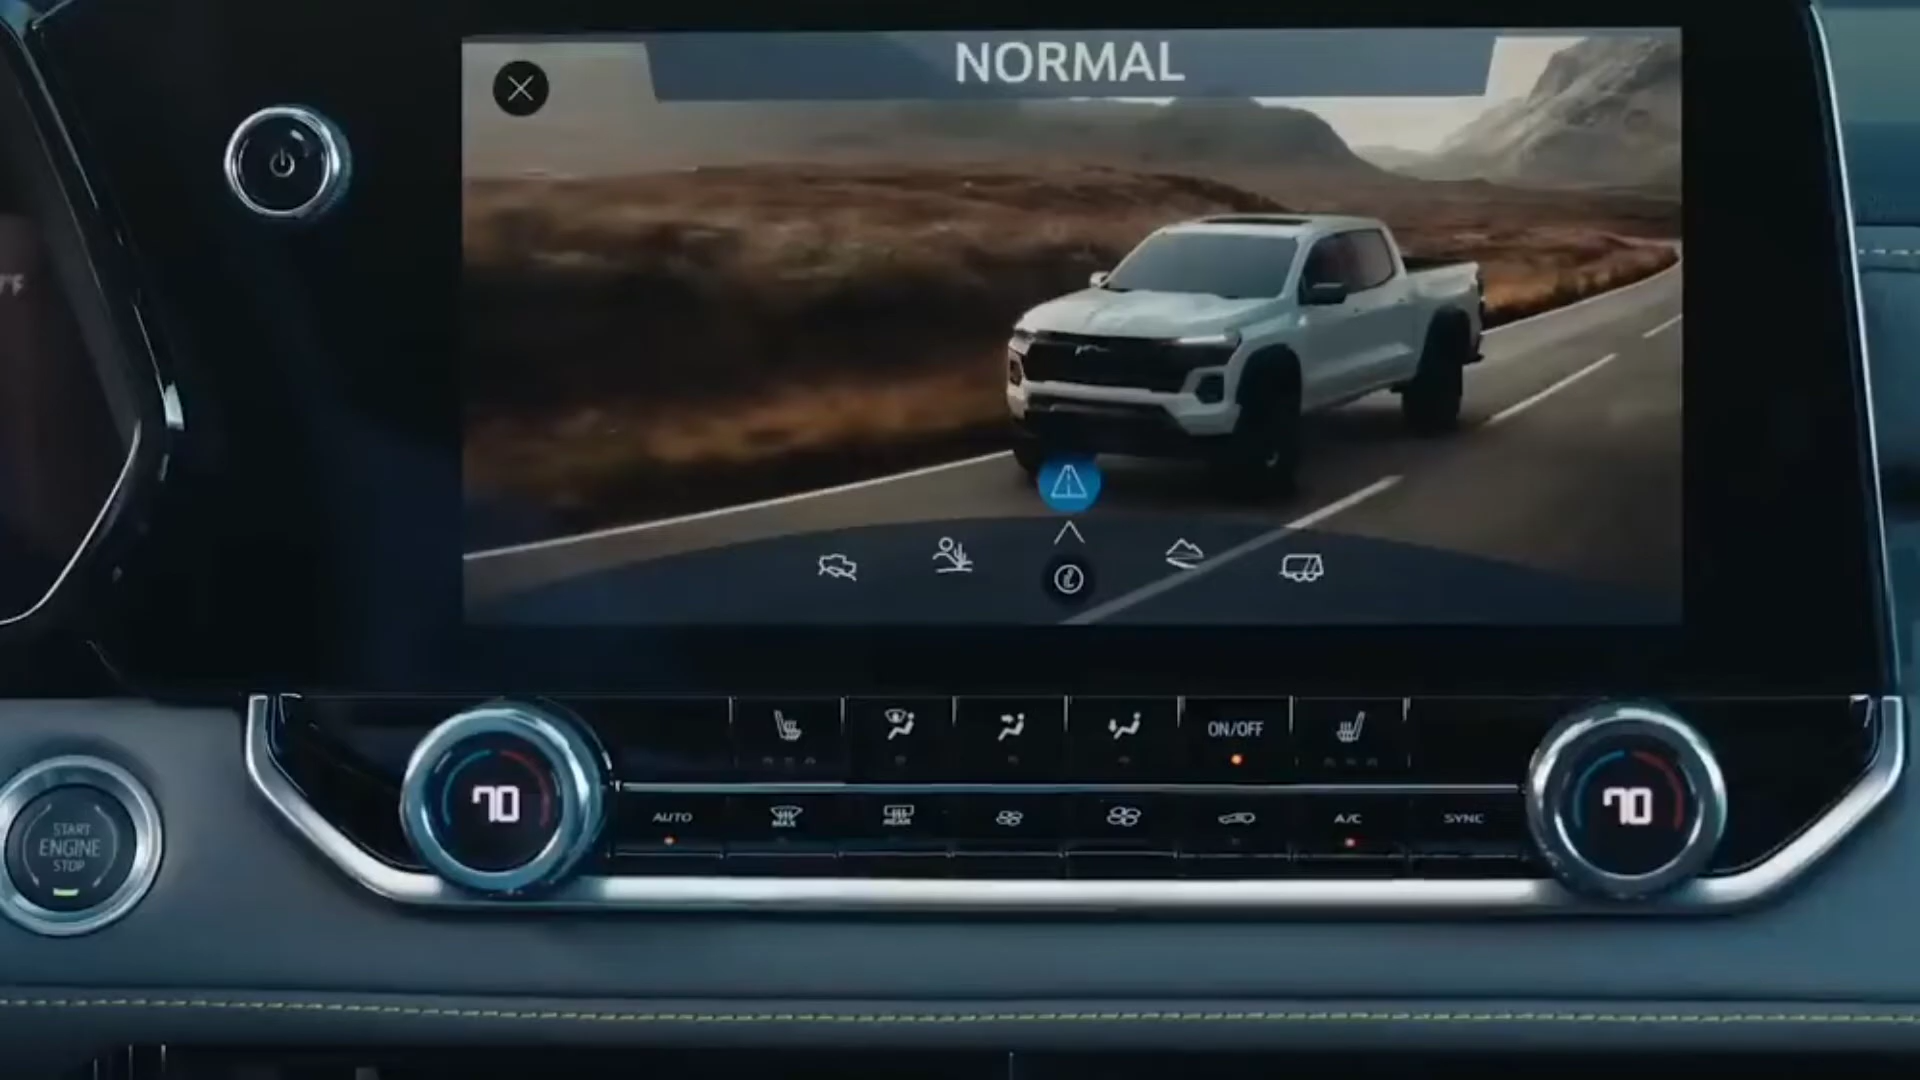 NORMAL
ON/OFF
70
70
AUTO
MAX
REAR
A/C
SYNC
START
ENGINE
STOP